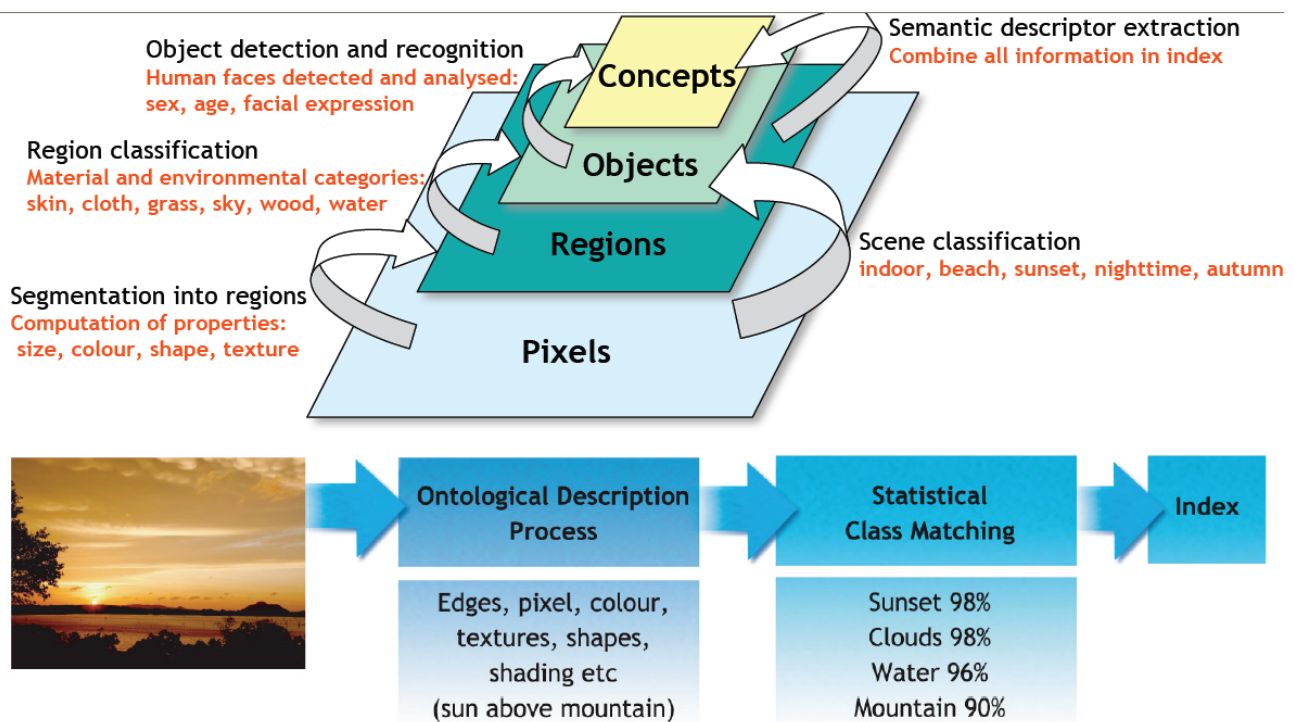 Object detection and recognition
Human faces detected and analysed:
sex, age, facial expression
Semantic descriptor extraction
Combine all information in index
Concepts
Region classification
Material and environmental categories:
skin, cloth, grass, sky, wood, water
Objects
Regions
Scene classification
indoor, beach, sunset, nighttime, autumn
Segmentation into regions
Computation of properties:
size, colour, shape, texture
Pixels
Ontological Description
Process
Edges, pixel, colour,
textures, shapes,
shading etc
(sun above mountain)
Statistical
Class Matching
Sunset 98%
Clouds 98%
Water 96%
Mountain 90%
Index